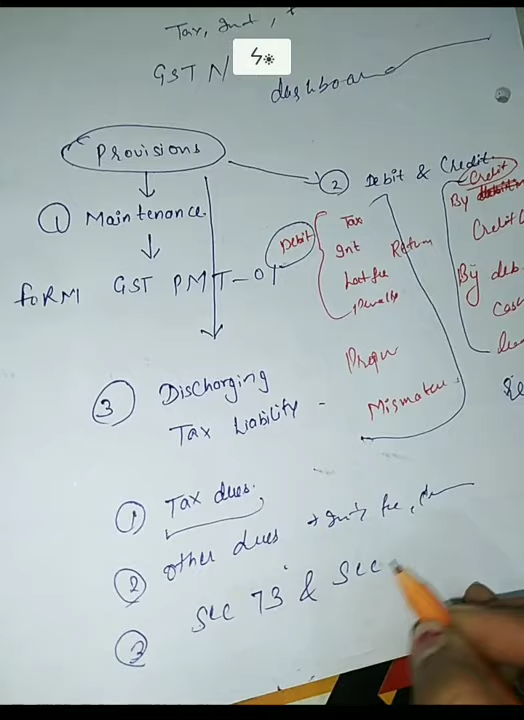 Tax, Int, +
GST N
dashboard
Provisions
① Maintenance
FORM GST PMT-01
② Debit & Credit
Debit
Tax
Int
Late fee
Penalty
Return
Mismatch
Credit
By
Credit
By deb
Cash
③ Discharging
Tax Liability -
① Tax dues.
② Other dues → Int, fee,
③ Sec 73 & Sec